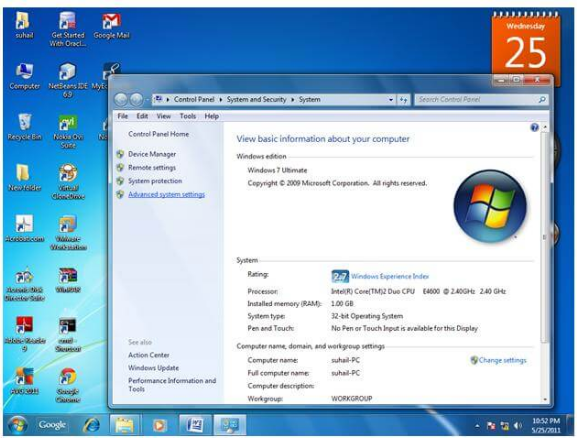 suhail
Get Started With Oracl...
Google Mail
Wednesday
25
Computer
NetBeans IDE 6.9
Control Panel
System and Security
System
Search Control Panel
File Edit View Tools Help
Control Panel Home
Device Manager
Remote settings
System protection
Advanced system settings
See also
Action Center
Windows Update
Performance Information and
Tools
View basic information about your computer
Windows edition
Windows 7 Ultimate
Copyright © 2009 Microsoft Corporation. All rights reserved.
System
Rating:
2.7 Windows Experience Index
Processor: Intel(R) Core(TM)2 Duo CPU E4600 @ 2.40GHz 2.40 GHz
Installed memory (RAM): 1.00 GB
System type: 32-bit Operating System
Pen and Touch: No Pen or Touch Input is available for this Display
Computer name, domain, and workgroup settings
Computer name: suhail-PC
Change settings
Full computer name: suhail-PC
Computer description:
Workgroup: WORKGROUP
Recycle Bin
Nokia Ovi Suite
New folder
Virtual CloneDrive
Acrobat.com
VMware Workstation
Acronis Disk Director Suite
WinRAR
Adobe Reader 9
cmd - Shortcut
AVG 2011
Google Chrome
Google
10:52 PM
5/25/2011